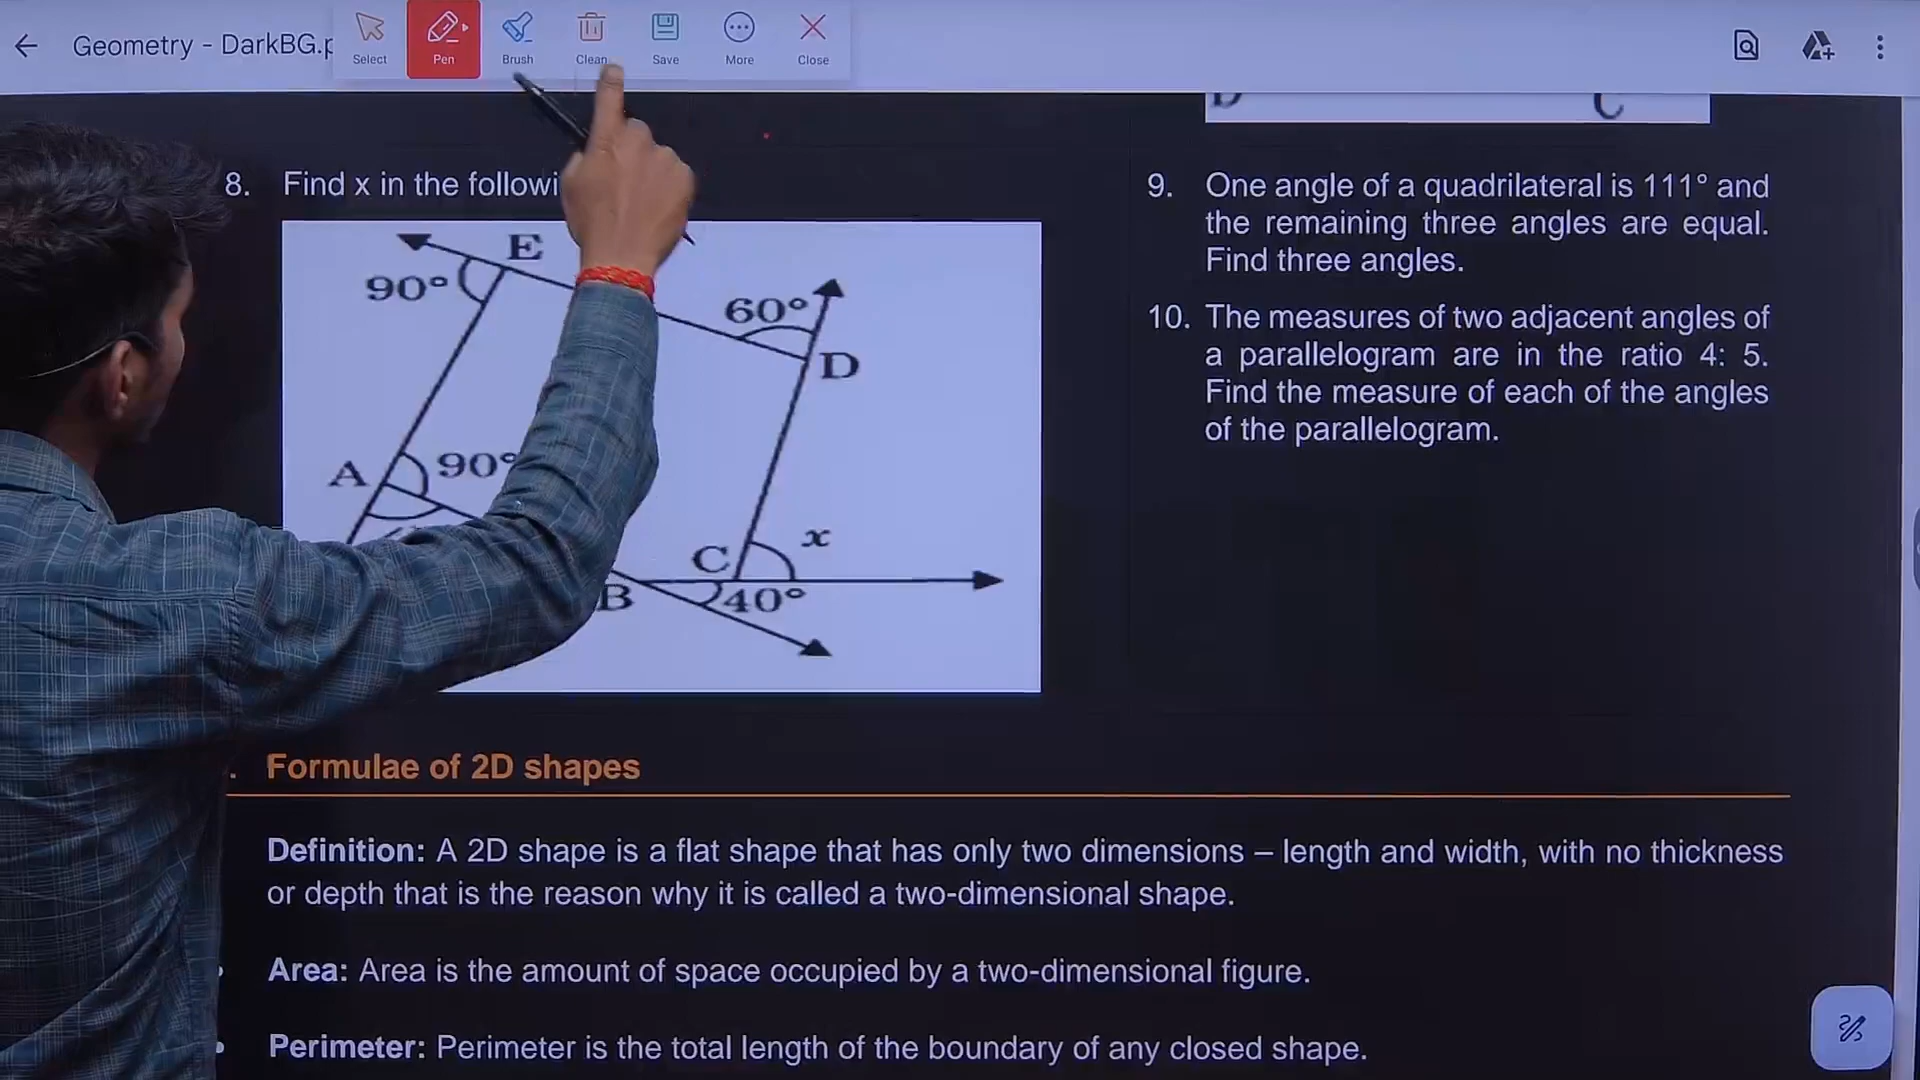 Geometry - DarkBG.p
Select
Pen
Brush
Clean
Save
More
Close
D
C
8. Find x in the
E
90°
60°
D
A
90°
C
x
B
40°
9. One angle of a quadrilateral is 111° and
the remaining three angles are equal.
Find three angles.
10. The measures of two adjacent angles of
a parallelogram are in the ratio 4: 5.
Find the measure of each of the angles
of the parallelogram.
Formulae of 2D shapes
Definition: A 2D shape is a flat shape that has only two dimensions – length and width, with no thickness
or depth that is the reason why it is called a two-dimensional shape.
Area: Area is the amount of space occupied by a two-dimensional figure.
Perimeter: Perimeter is the total length of the boundary of any closed shape.